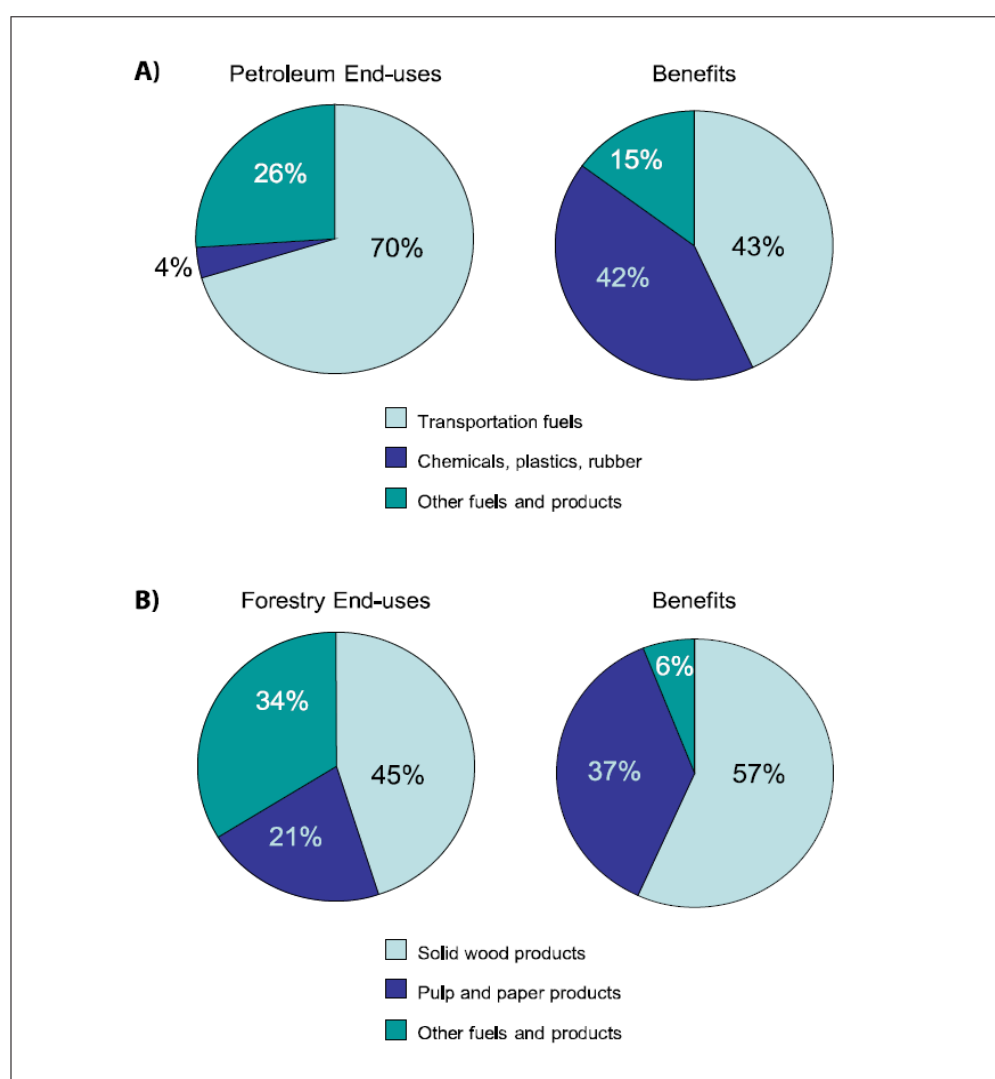 A)
Petroleum End-uses
Benefits
26%
4%
70%
15%
42%
43%
Transportation fuels
Chemicals, plastics, rubber
Other fuels and products
B)
Forestry End-uses
Benefits
34%
45%
21%
6%
37%
57%
Solid wood products
Pulp and paper products
Other fuels and products